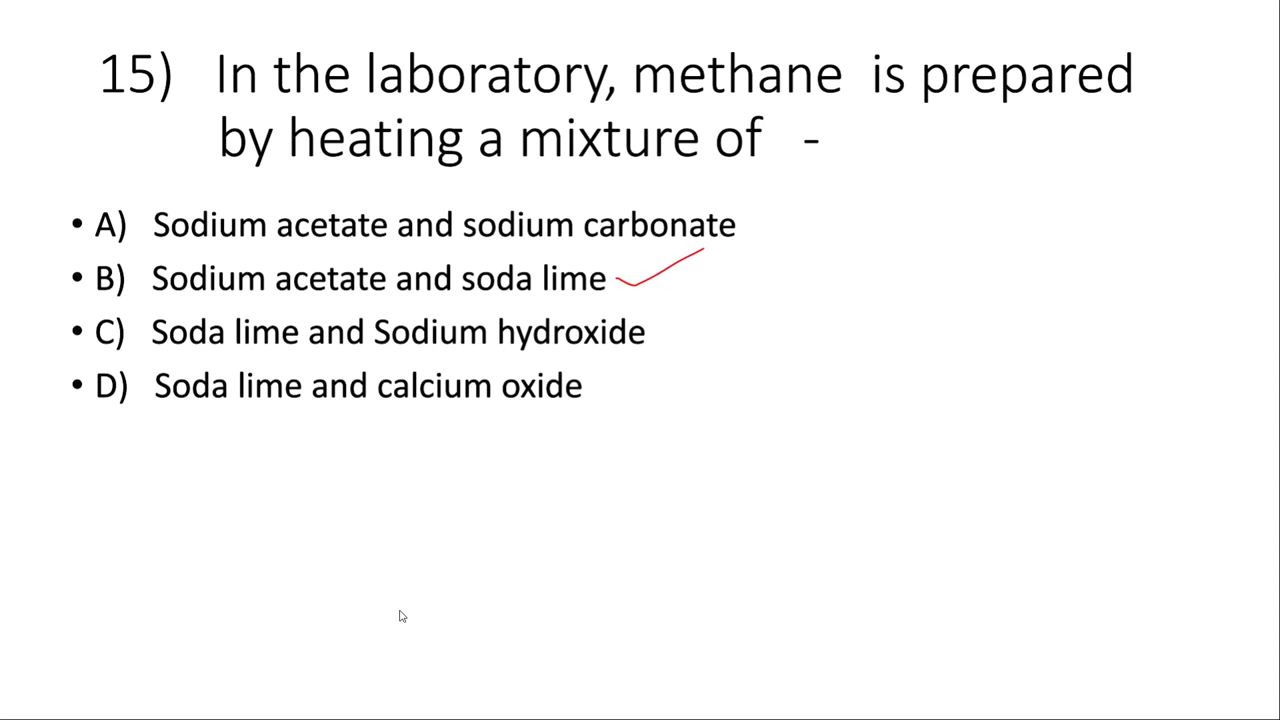 15) In the laboratory, methane is prepared
by heating a mixture of -
• A) Sodium acetate and sodium carbonate
• B) Sodium acetate and soda lime
• C) Soda lime and Sodium hydroxide
• D) Soda lime and calcium oxide